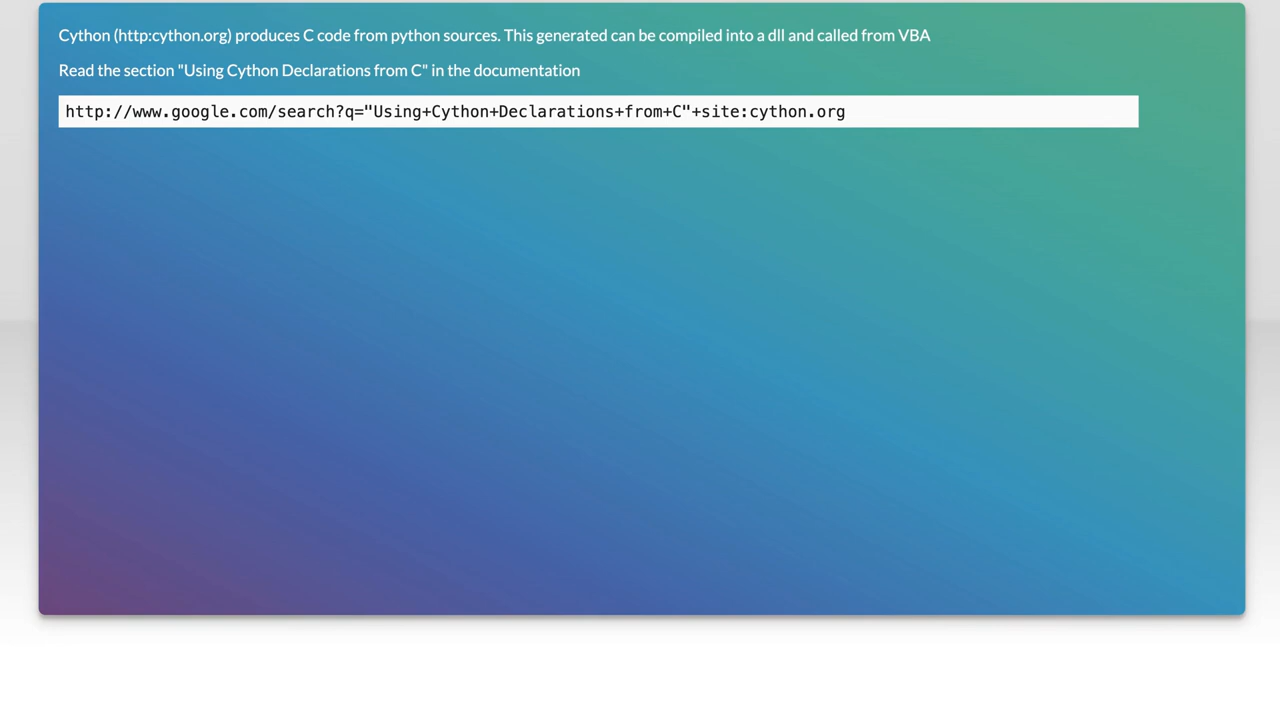 Cython (http:cython.org) produces C code from python sources. This generated can be compiled into a dll and called from VBA
Read the section "Using Cython Declarations from C" in the documentation
http://www.google.com/search?q="Using+Cython+Declarations+from+C"+site:cython.org